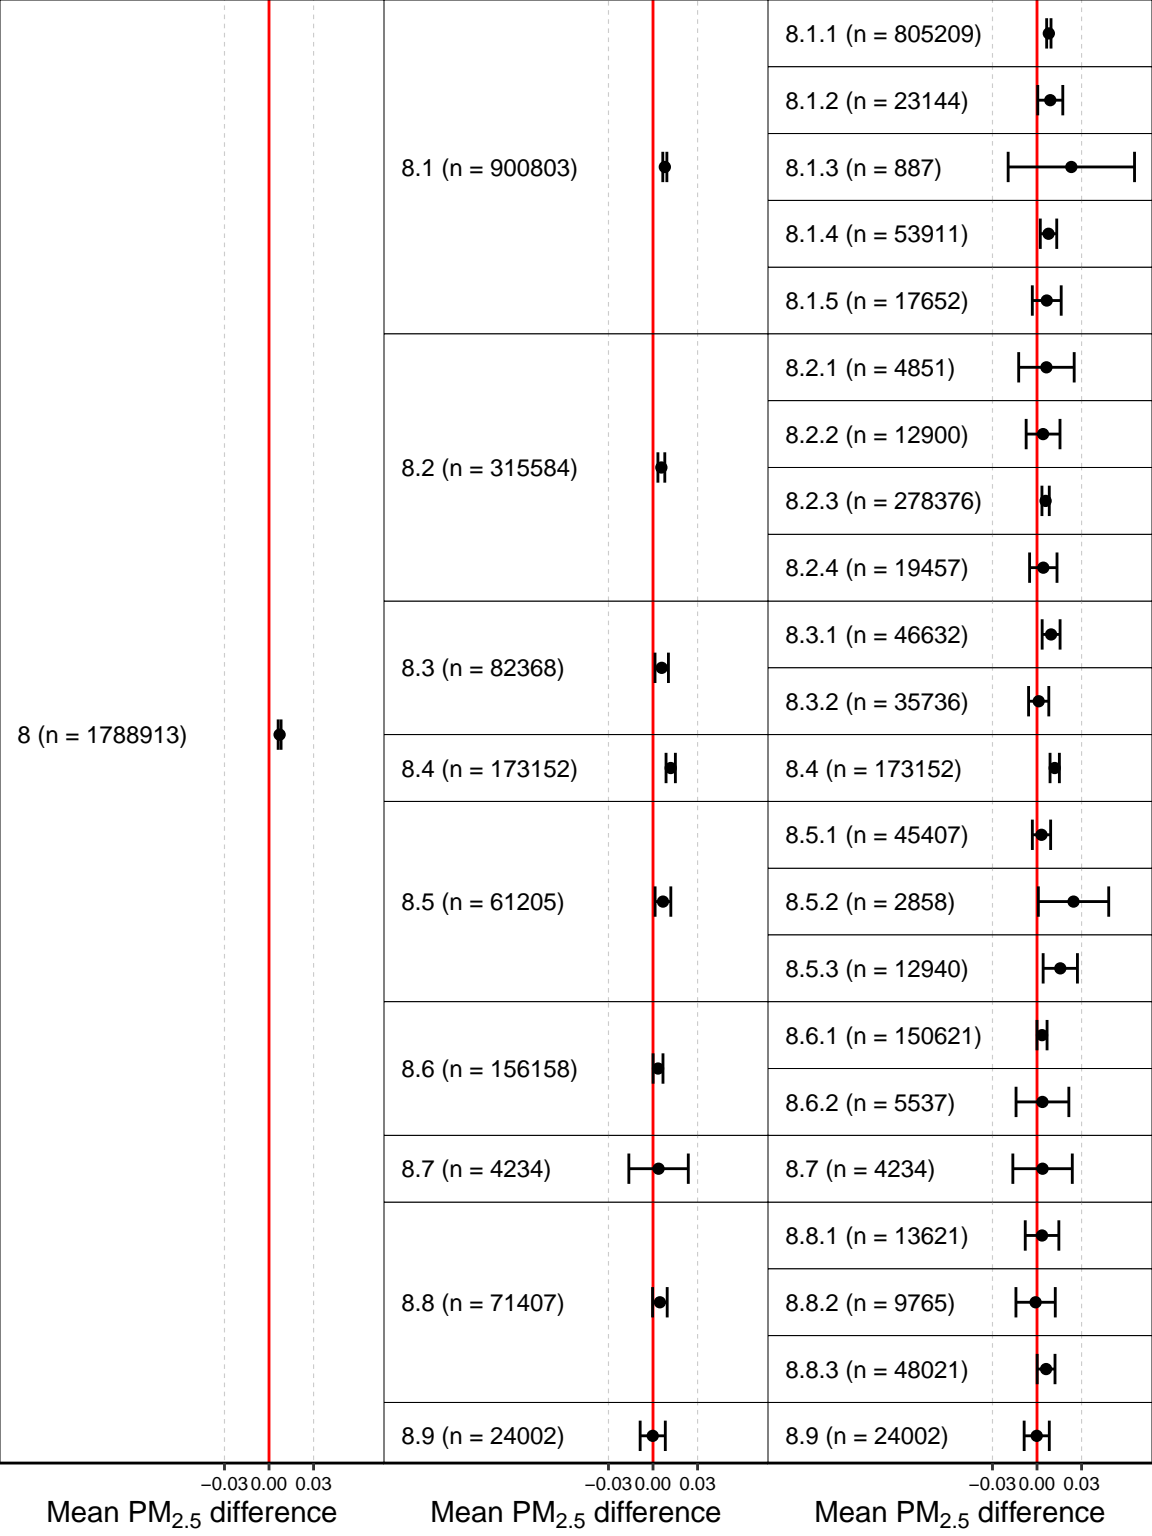 8 (n = 1788913)
8.1 (n = 900803)
8.2 (n = 315584)
8.3 (n = 82368)
8.4 (n = 173152)
8.5 (n = 61205)
8.6 (n = 156158)
8.7 (n = 4234)
8.8 (n = 71407)
8.9 (n = 24002)
8.1.1 (n = 805209)
8.1.2 (n = 23144)
8.1.3 (n = 887)
8.1.4 (n = 53911)
8.1.5 (n = 17652)
8.2.1 (n = 4851)
8.2.2 (n = 12900)
8.2.3 (n = 278376)
8.2.4 (n = 19457)
8.3.1 (n = 46632)
8.3.2 (n = 35736)
8.4 (n = 173152)
8.5.1 (n = 45407)
8.5.2 (n = 2858)
8.5.3 (n = 12940)
8.6.1 (n = 150621)
8.6.2 (n = 5537)
8.7 (n = 4234)
8.8.1 (n = 13621)
8.8.2 (n = 9765)
8.8.3 (n = 48021)
8.9 (n = 24002)
−0.03 0.00 0.03
−0.03 0.00 0.03
−0.03 0.00 0.03
Mean PM2.5 difference
Mean PM2.5 difference
Mean PM2.5 difference